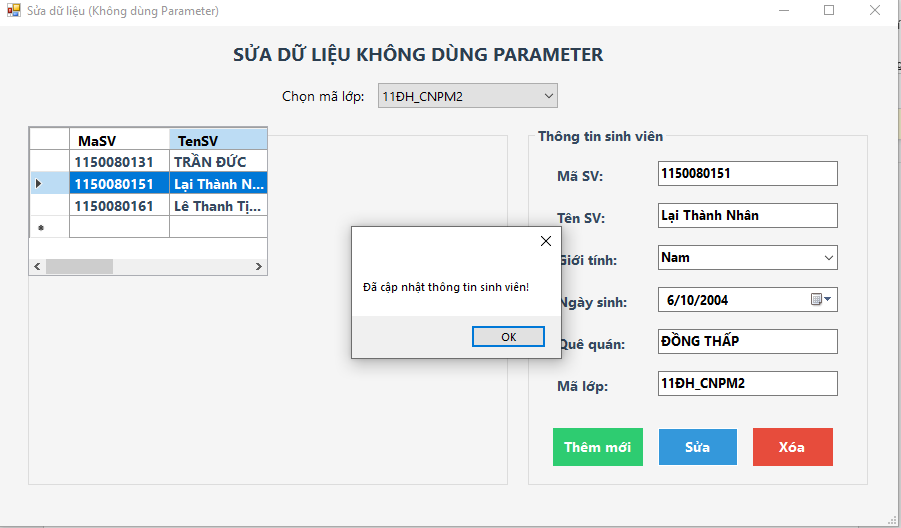 Sửa dữ liệu (Không dùng Parameter)
SỬA DỮ LIỆU KHÔNG DÙNG PARAMETER
Chọn mã lớp: 11ĐH_CNPM2
MaSV TenSV
1150080131 TRẦN ĐỨC
1150080151 Lại Thành N...
1150080161 Lê Thanh Tị...
Thông tin sinh viên
Mã SV: 1150080151
Tên SV: Lại Thành Nhân
Giới tính: Nam
Ngày sinh: 6/10/2004
Quê quán: ĐỒNG THẤP
Mã lớp: 11ĐH_CNPM2
Thêm mới Sửa Xóa
Đã cập nhật thông tin sinh viên!
OK